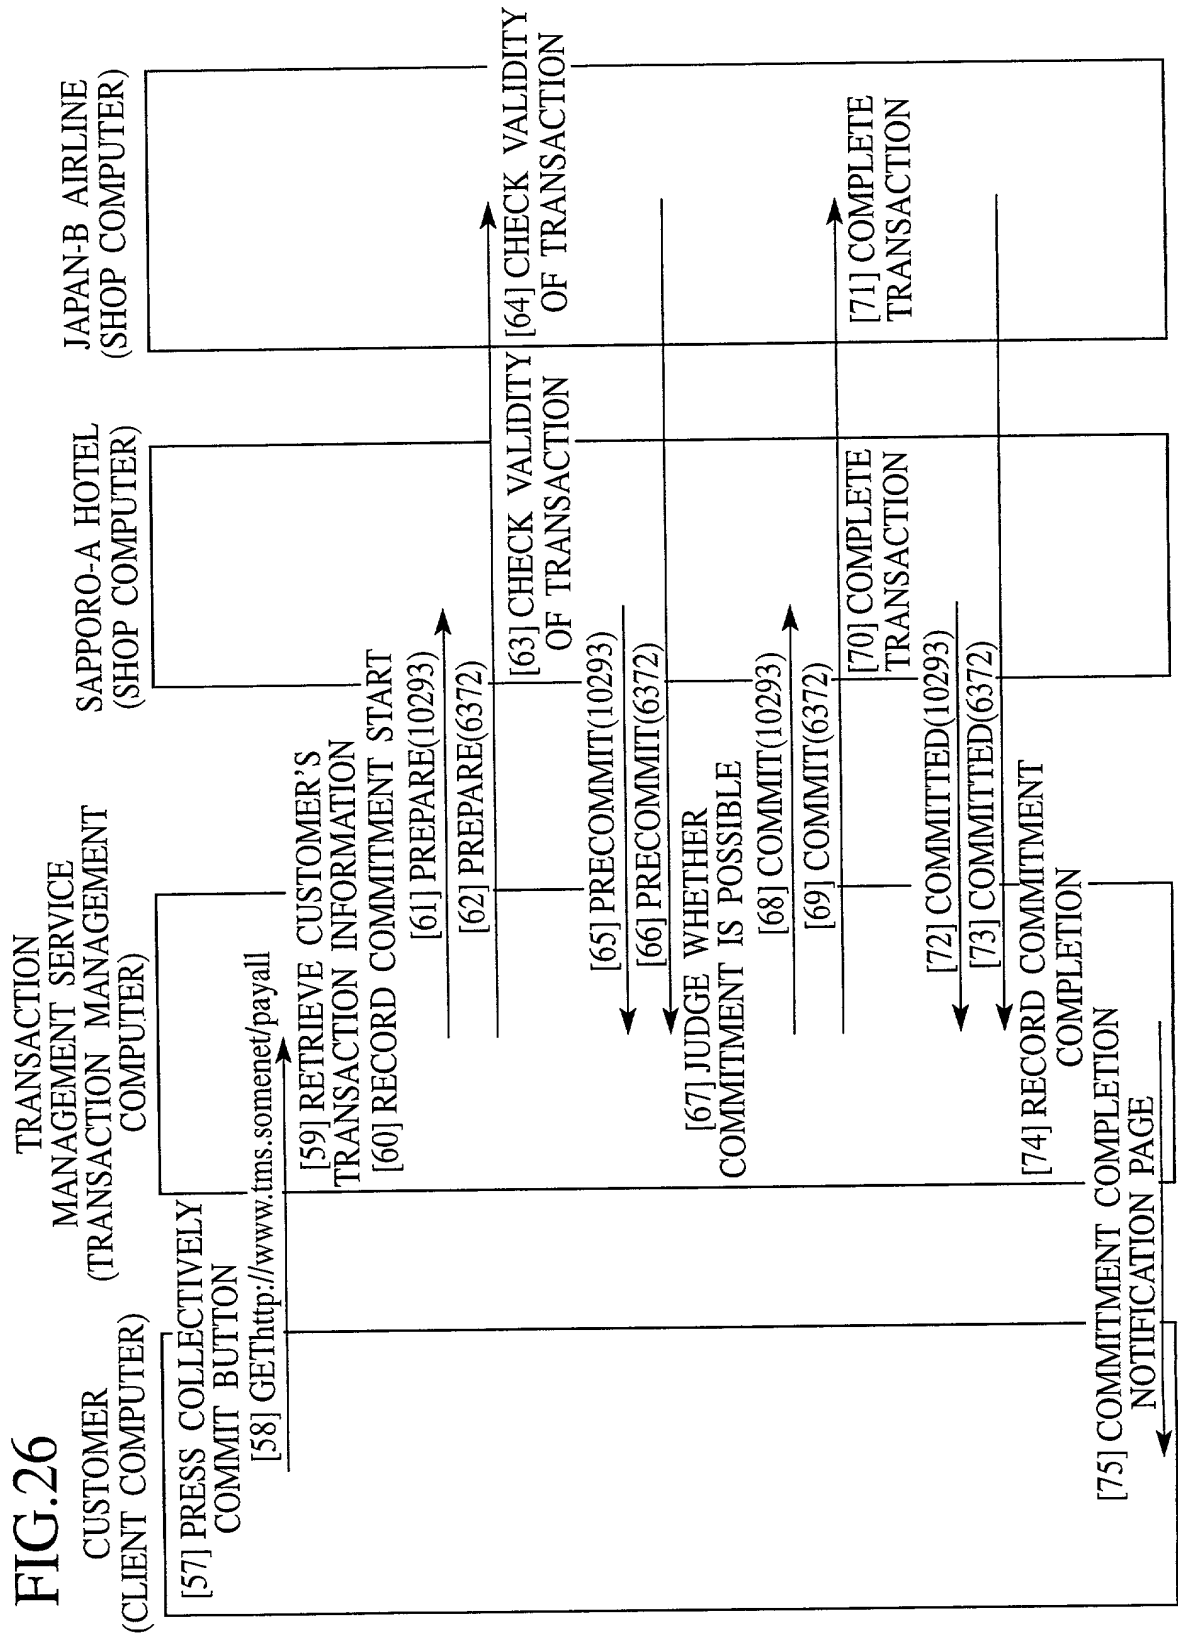 FIG.26
CUSTOMER
(CLIENT COMPUTER)
TRANSACTION
MANAGEMENT SERVICE
(TRANSACTION MANAGEMENT
COMPUTER)
SAPPORO-A HOTEL
(SHOP COMPUTER)
JAPAN-B AIRLINE
(SHOP COMPUTER)
[57] PRESS COLLECTIVELY
COMMIT BUTTON
[58] GEThttp://www.tms.somenet/payall
[59] RETRIEVE CUSTOMER'S
TRANSACTION INFORMATION
[60] RECORD COMMITMENT START
[61] PREPARE(10293)
[62] PREPARE(6372)
[63] CHECK VALIDITY
OF TRANSACTION
[64] CHECK VALIDITY
OF TRANSACTION
[65] PRECOMMIT(10293)
[66] PRECOMMIT(6372)
[67] JUDGE WHETHER
COMMITMENT IS POSSIBLE
[68] COMMIT(10293)
[69] COMMIT(6372)
[70] COMPLETE
TRANSACTION
[71] COMPLETE
TRANSACTION
[72] COMMITTED(10293)
[73] COMMITTED(6372)
[74] RECORD COMMITMENT
COMPLETION
[75] COMMITMENT COMPLETION
NOTIFICATION PAGE